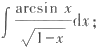 ∫ arcsin x / √(1-x) dx;